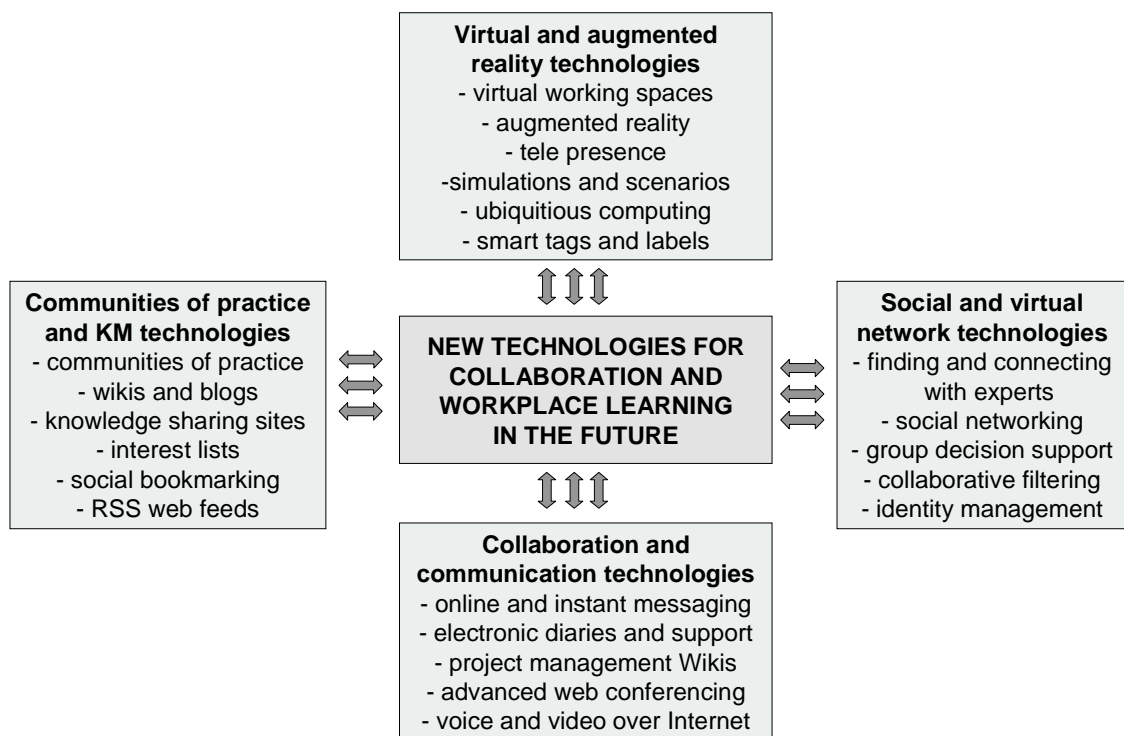 Virtual and augmented
reality technologies
- virtual working spaces
- augmented reality
- tele presence
-simulations and scenarios
- ubiquitious computing
- smart tags and labels
Communities of practice
and KM technologies
- communities of practice
- wikis and blogs
- knowledge sharing sites
- interest lists
- social bookmarking
- RSS web feeds
NEW TECHNOLOGIES FOR
COLLABORATION AND
WORKPLACE LEARNING
IN THE FUTURE
Social and virtual
network technologies
- finding and connecting
with experts
- social networking
- group decision support
- collaborative filtering
- identity management
Collaboration and
communication technologies
- online and instant messaging
- electronic diaries and support
- project management Wikis
- advanced web conferencing
- voice and video over Internet